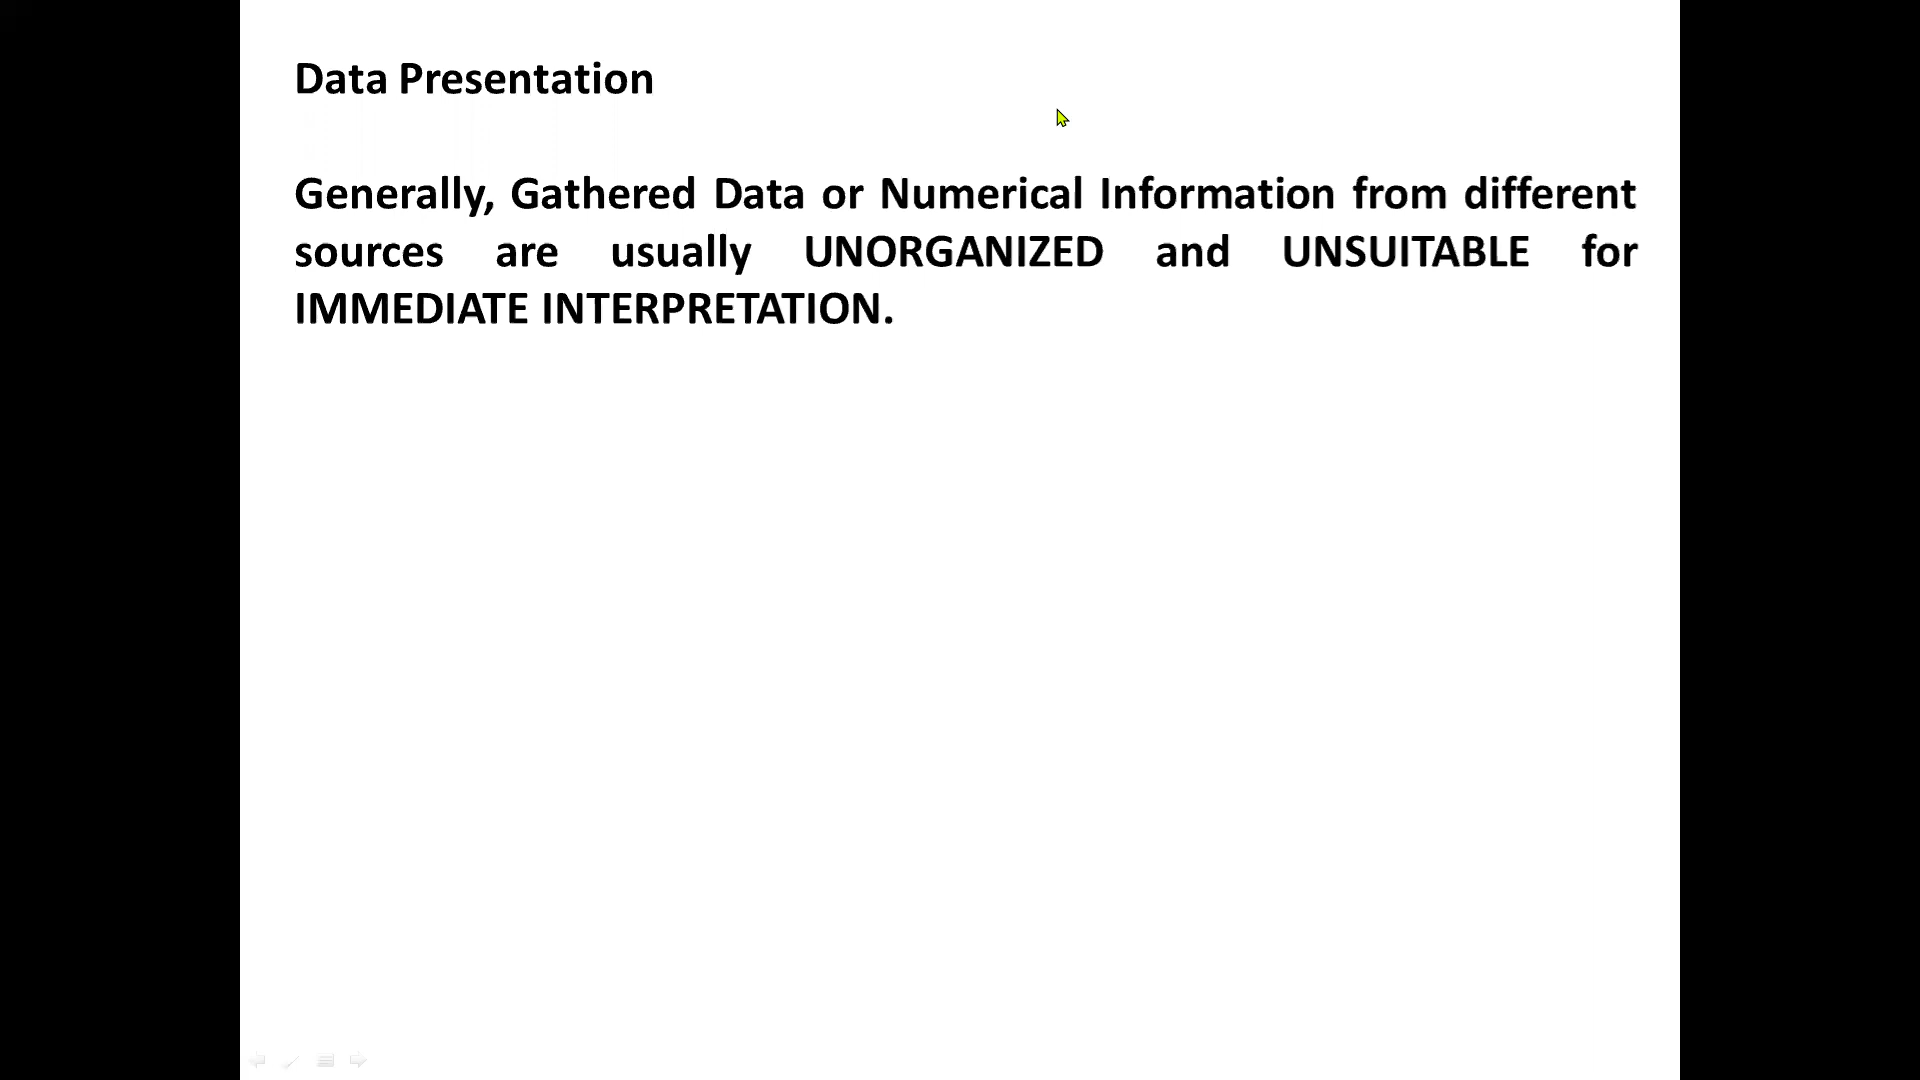 Data Presentation
Generally, Gathered Data or Numerical Information from different
sources are usually UNORGANIZED and UNSUITABLE for
IMMEDIATE INTERPRETATION.